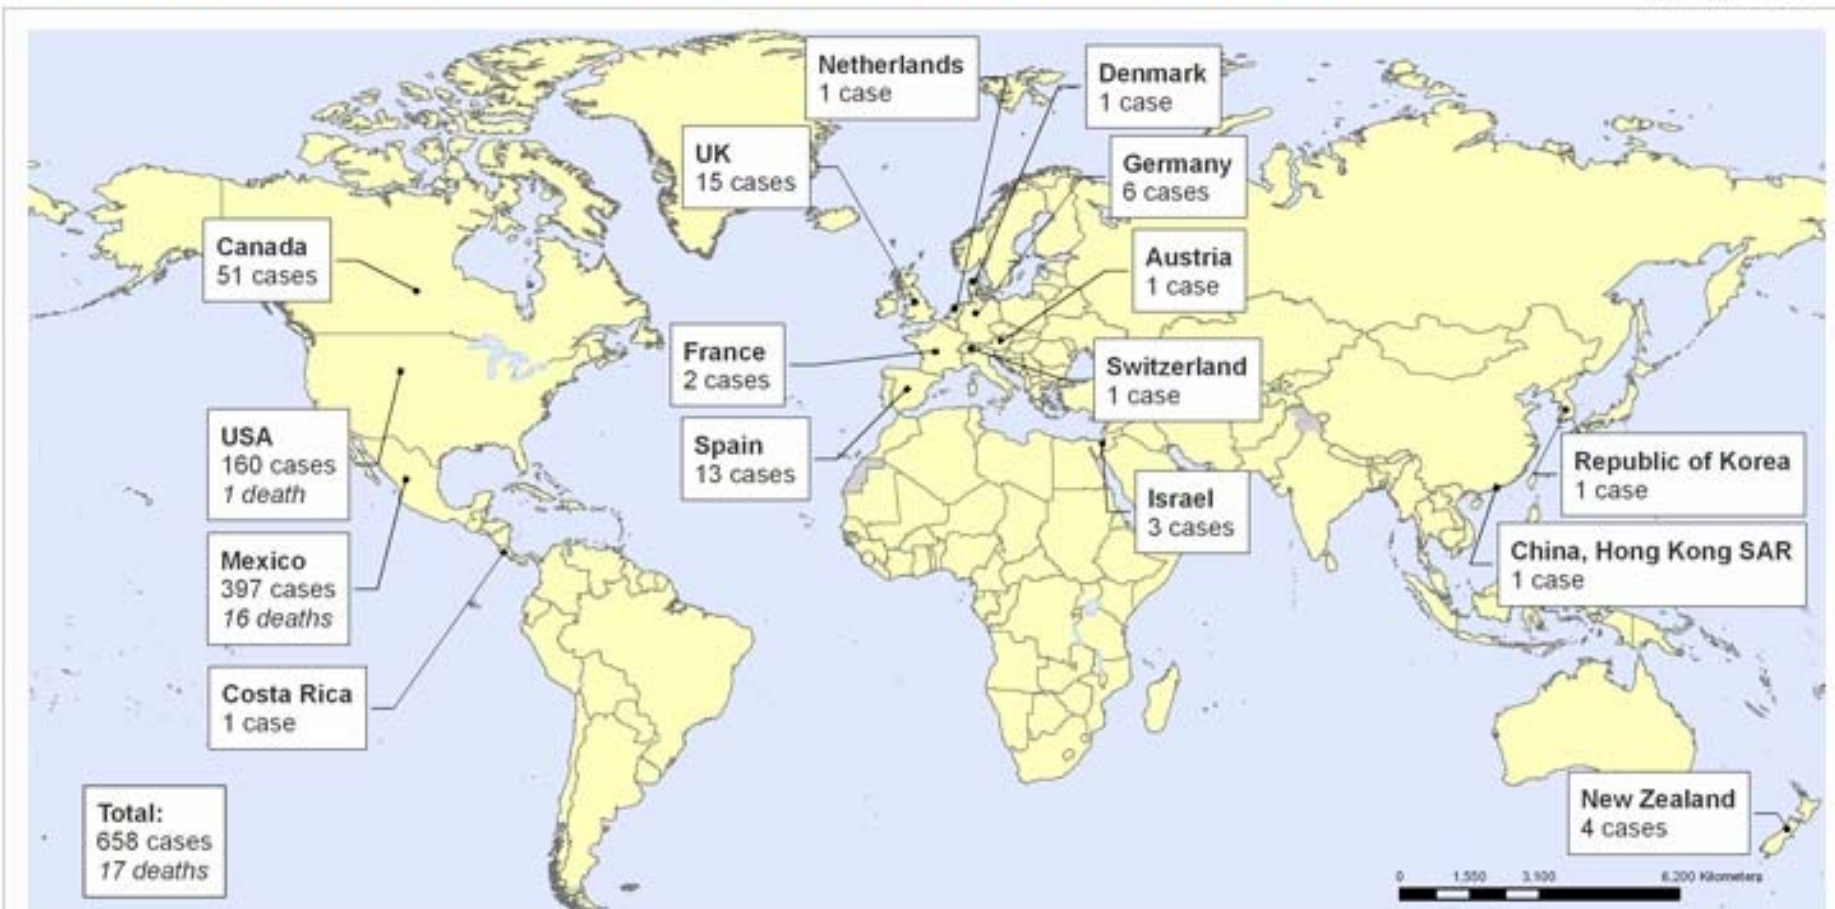 Netherlands
1 case
Denmark
1 case
UK
15 cases
Germany
6 cases
Canada
51 cases
Austria
1 case
France
2 cases
Switzerland
1 case
USA
160 cases
1 death
Spain
13 cases
Republic of Korea
1 case
Israel
3 cases
Mexico
397 cases
16 deaths
China, Hong Kong SAR
1 case
Costa Rica
1 case
Total:
658 cases
17 deaths
New Zealand
4 cases
0 1,550 3,100 6,200 Kilometers